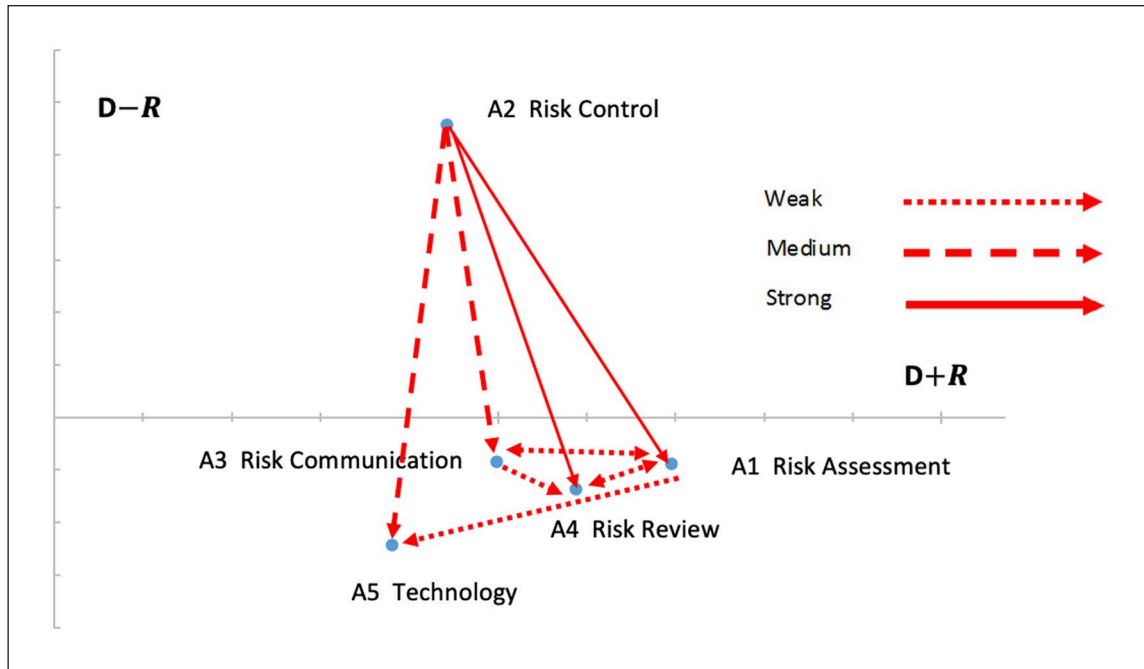 D−R
A2 Risk Control
Weak
Medium
Strong
D+R
A3 Risk Communication
A1 Risk Assessment
A4 Risk Review
A5 Technology